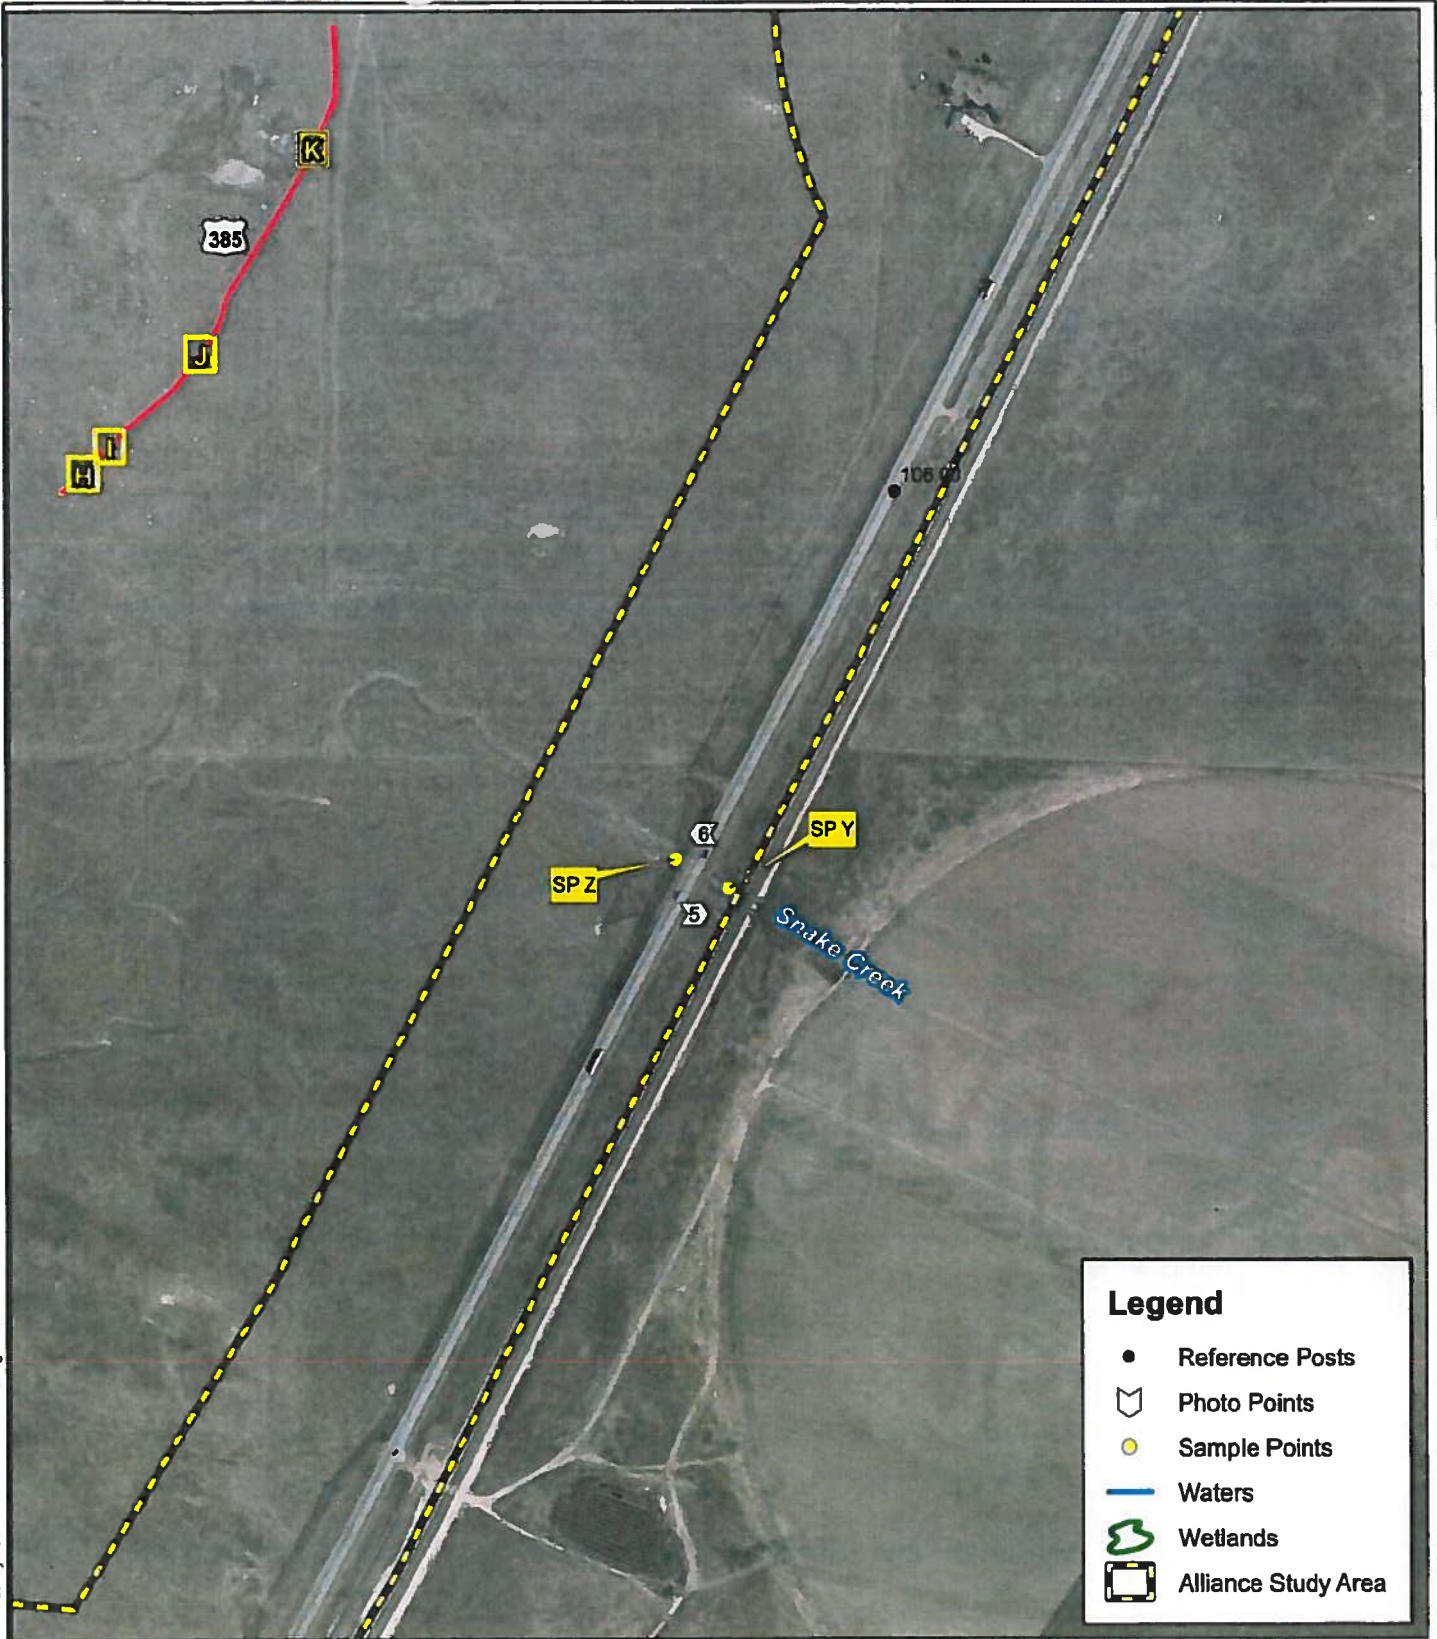 K
385
J
I
H
106.90
6
SP Y
SP Z
5
Snake Creek
Legend
Reference Posts
Photo Points
Sample Points
Waters
Wetlands
Alliance Study Area